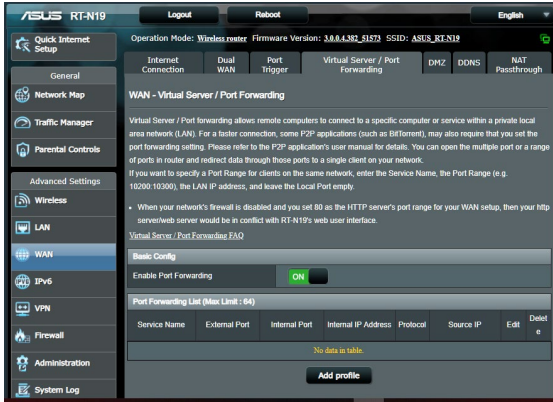 ASUS RT-N19
Logout
Reboot
English
Quick Internet
Setup
General
Network Map
Traffic Manager
Parental Controls
Advanced Settings
Wireless
LAN
WAN
IPv6
VPN
Firewall
Administration
System Log
Operation Mode: Wireless router Firmware Version: 3.0.0.4.382_51573 SSID: ASUS_RT-N19
Internet
Connection
Dual
WAN
Port
Trigger
Virtual Server / Port
Forwarding
DMZ
DDNS
NAT
Passthrough
WAN - Virtual Server / Port Forwarding
Virtual Server / Port forwarding allows remote computers to connect to a specific computer or service within a private local
area network (LAN). For a faster connection, some P2P applications (such as BitTorrent), may also require that you set the
port forwarding setting. Please refer to the P2P application's user manual for details. You can open the multiple port or a range
of ports in router and redirect data through those ports to a single client on your network.
If you want to specify a Port Range for clients on the same network, enter the Service Name, the Port Range (e.g.
10200:10300), the LAN IP address, and leave the Local Port empty.
• When your network's firewall is disabled and you set 80 as the HTTP server's port range for your WAN setup, then your http
server/web server would be in conflict with RT-N19's web user interface.
Virtual Server / Port Forwarding FAQ
Basic Config
Enable Port Forwarding
ON
Port Forwarding List (Max Limit : 64)
Service Name
External Port
Internal Port
Internal IP Address
Protocol
Source IP
Edit
Delet
e
No data in table.
Add profile